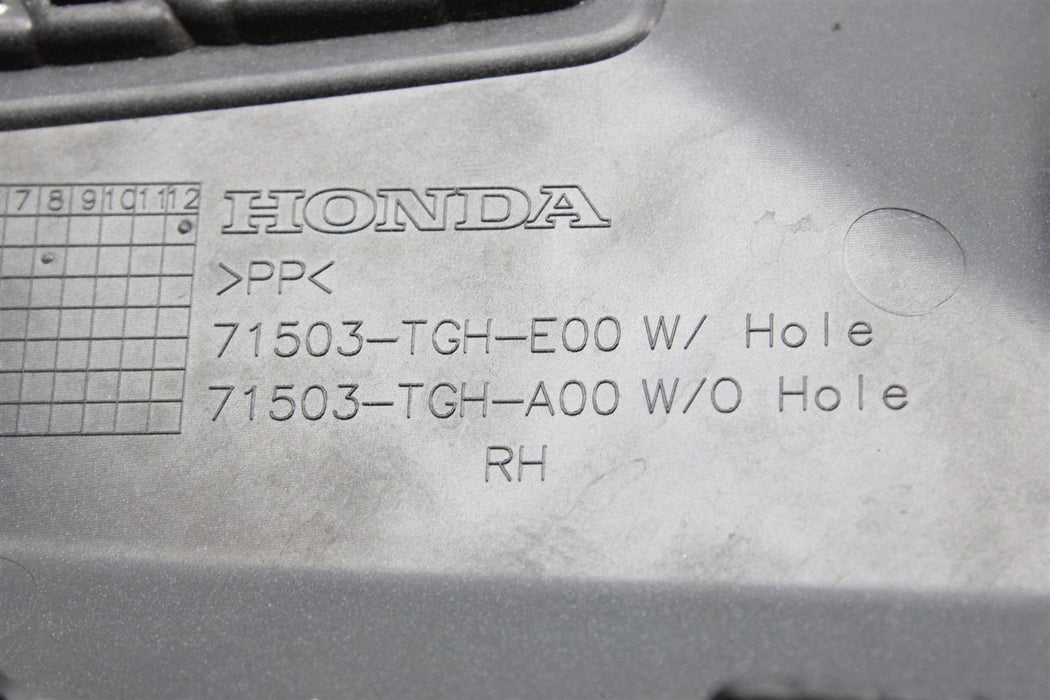 7 8 9 10 11 12
HONDA
>PP<
71503-TGH-E00 W/ Hole
71503-TGH-A00 W/O Hole
RH